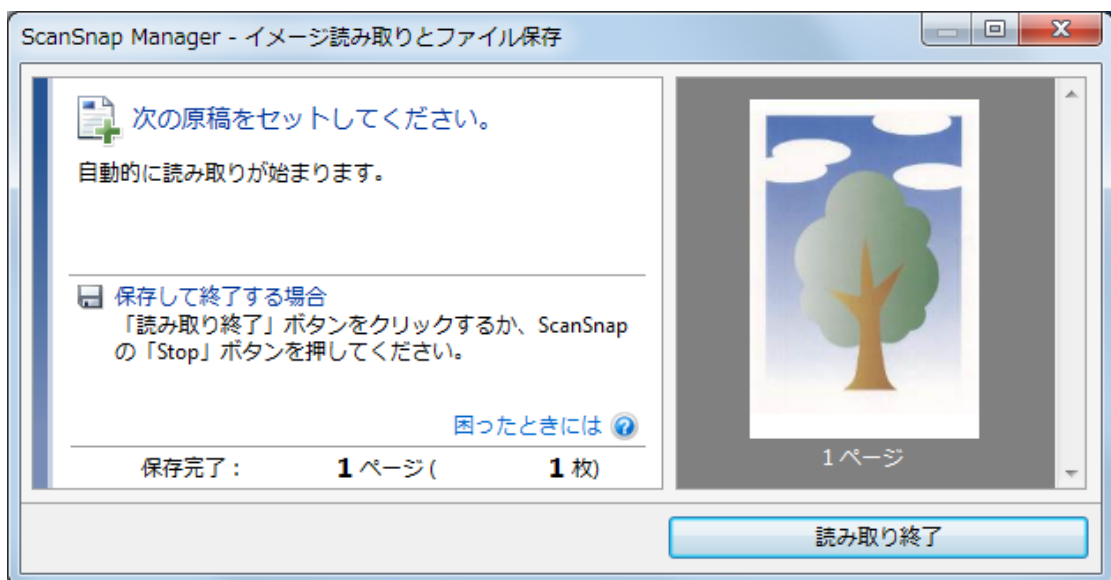 ScanSnap Manager - イメージ読み取りとファイル保存
次の原稿をセットしてください。
自動的に読み取りが始まります。
保存して終了する場合
「読み取り終了」ボタンをクリックするか、ScanSnap
の「Stop」ボタンを押してください。
困ったときには
保存完了： 1 ページ ( 1 枚)
1 ページ
読み取り終了